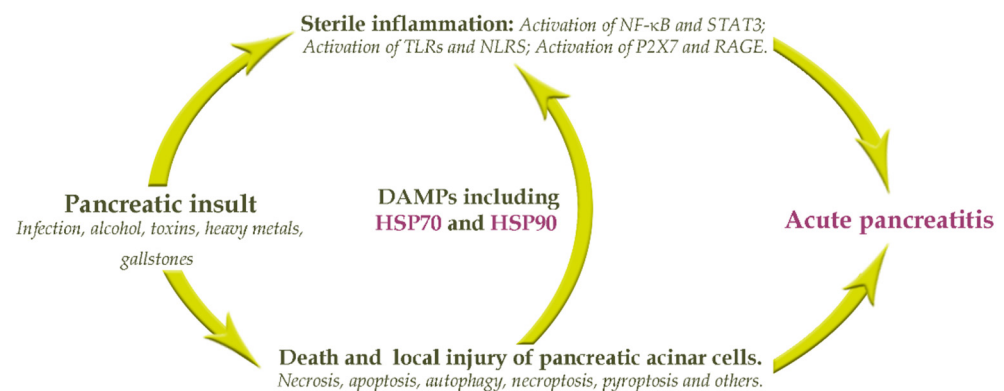 Sterile inflammation: Activation of NF-κB and STAT3;
Activation of TLRs and NLRS; Activation of P2X7 and RAGE.
Pancreatic insult
Infection, alcohol, toxins, heavy metals,
gallstones
DAMPs including
HSP70 and HSP90
Acute pancreatitis
Death and local injury of pancreatic acinar cells.
Necrosis, apoptosis, autophagy, necroptosis, pyroptosis and others.